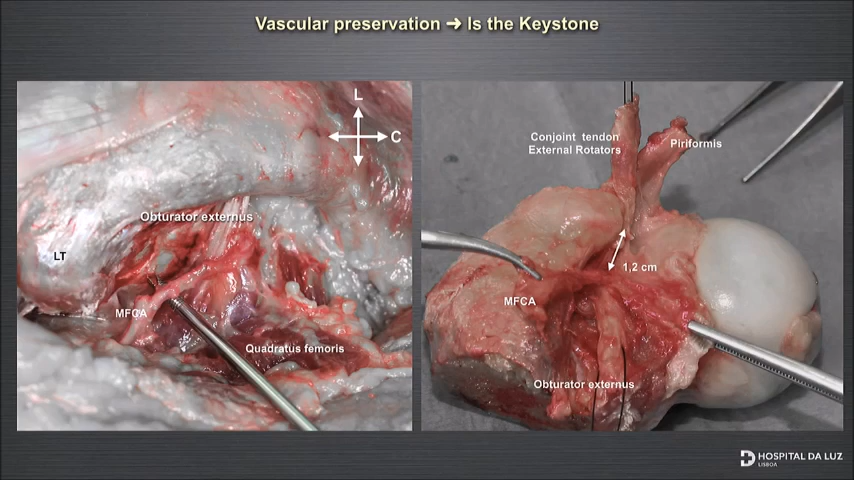 Vascular preservation ➜ Is the Keystone
L
C
Obturator externus
LT
MFCA
Quadratus femoris
Conjoint tendon
External Rotators
Piriformis
1,2 cm
MFCA
Obturator externus
HOSPITAL DA LUZ
LISBOA